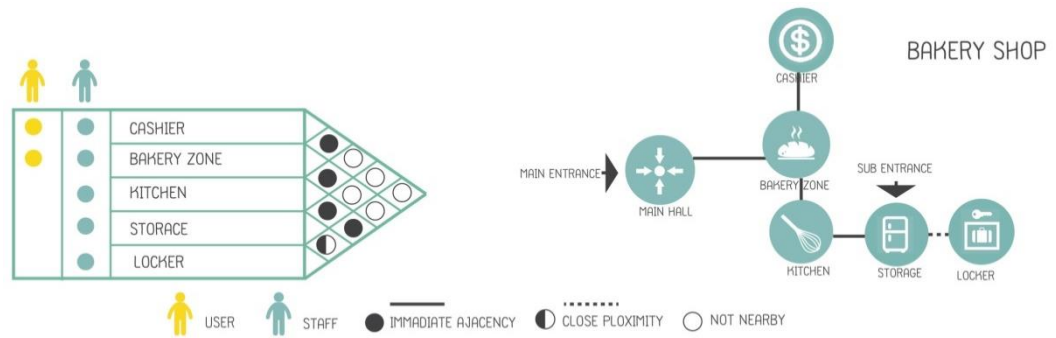 BAKERY SHOP
CASHIER
BAKERY ZONE
KITCHEN
STORAGE
LOCKER
CASHIER
MAIN ENTRANCE
MAIN HALL
BAKERY ZONE
SUB ENTRANCE
KITCHEN
STORAGE
LOCKER
USER
STAFF
IMMADIATE AJACENCY
CLOSE PLOXIMITY
NOT NEARBY